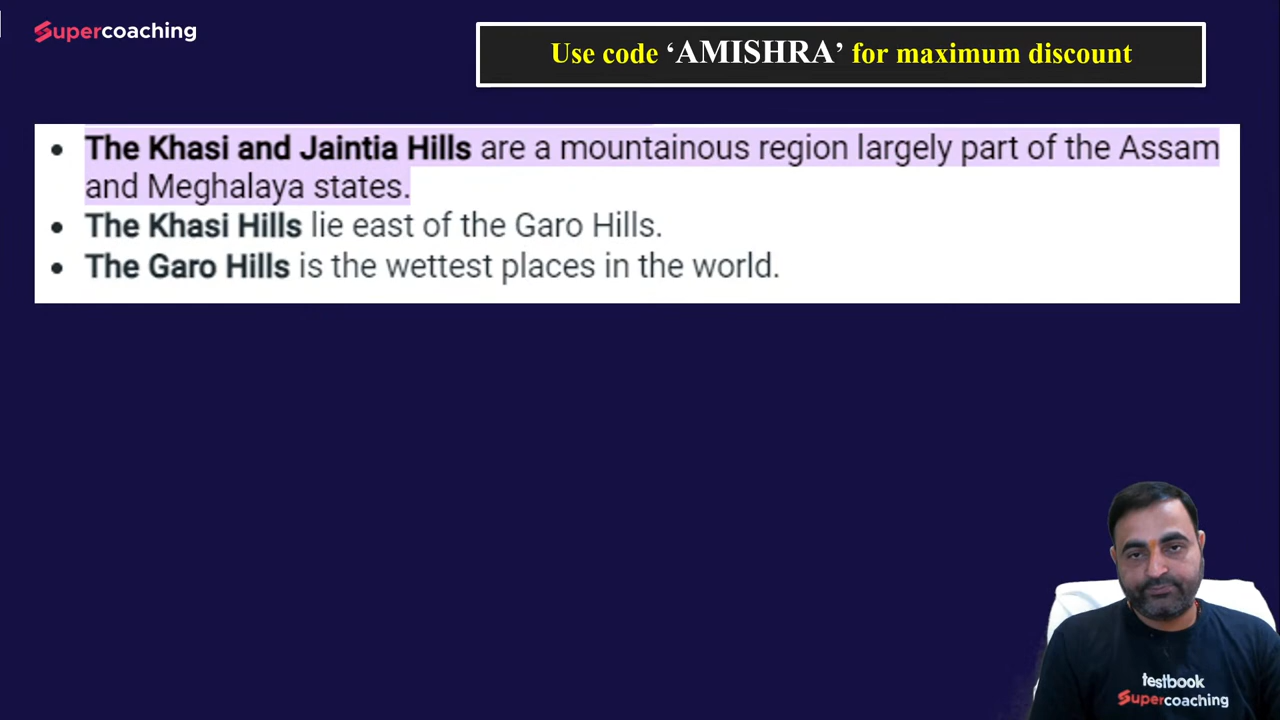 Supercoaching
Use code ‘AMISHRA’ for maximum discount
• The Khasi and Jaintia Hills are a mountainous region largely part of the Assam
and Meghalaya states.
• The Khasi Hills lie east of the Garo Hills.
• The Garo Hills is the wettest places in the world.
testbook
Supercoaching